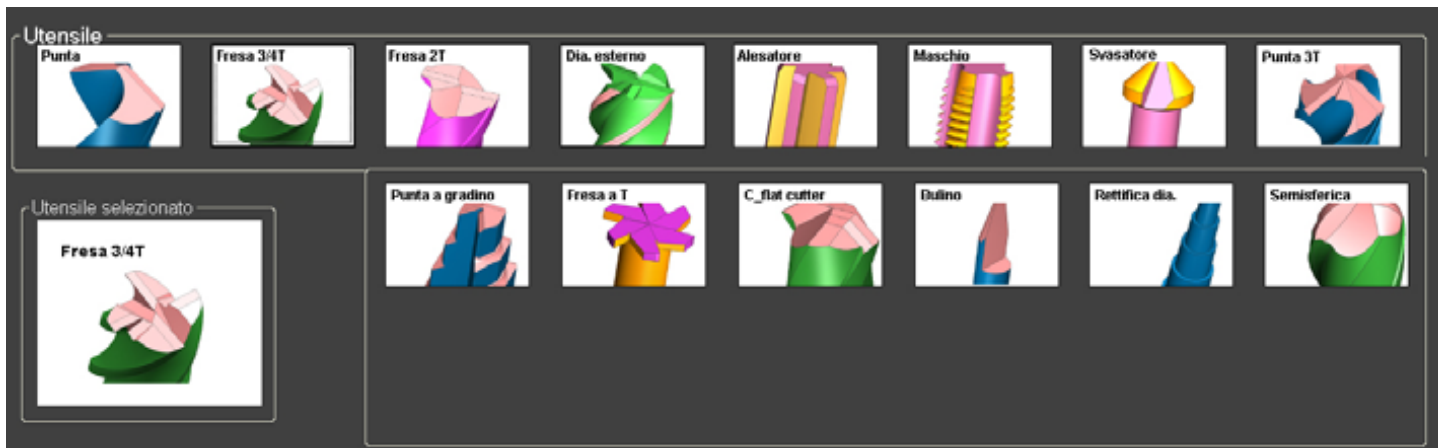 Utensile
Punta
Fresa 3/4T
Fresa 2T
Dia. esterno
Alesatore
Maschio
Svasatore
Punta 3T
Punta a gradino
Fresa a T
C_flat cutter
Bulino
Rettifica dia.
Semisferica
Utensile selezionato
Fresa 3/4T